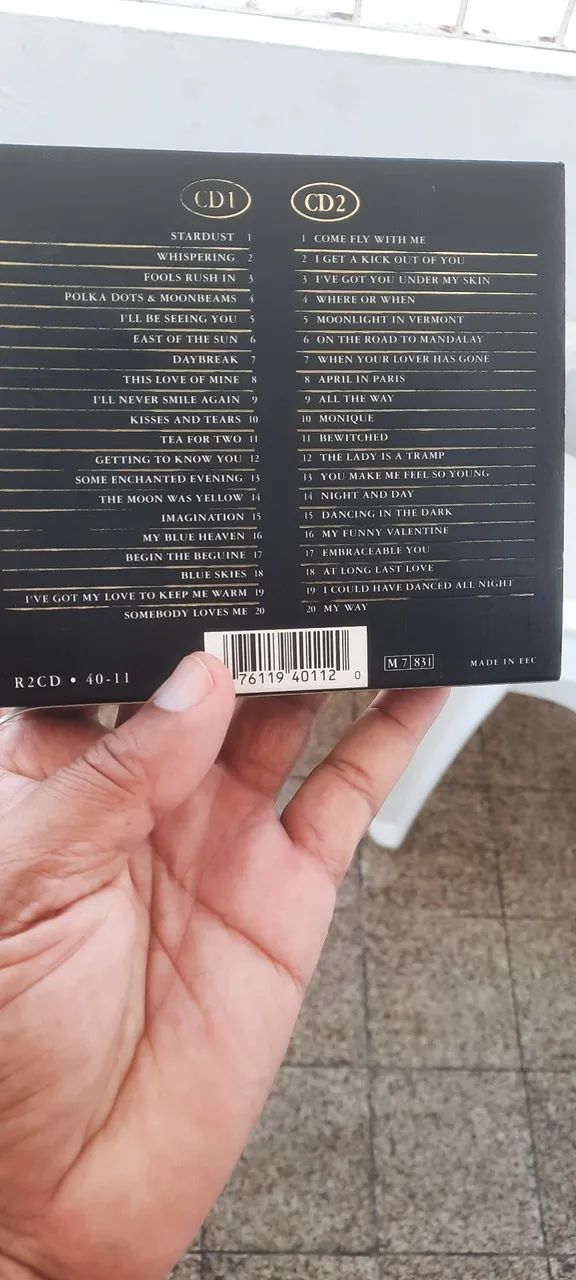 CD1
STARDUST 1
WHISPERING 2
FOOLS RUSH IN 3
POLKA DOTS & MOONBEAMS 4
I'LL BE SEEING YOU 5
EAST OF THE SUN 6
DAYBREAK 7
THIS LOVE OF MINE 8
I'LL NEVER SMILE AGAIN 9
KISSES AND TEARS 10
TEA FOR TWO 11
GETTING TO KNOW YOU 12
SOME ENCHANTED EVENING 13
THE MOON WAS YELLOW 14
IMAGINATION 15
MY BLUE HEAVEN 16
BEGIN THE BEGUINE 17
BLUE SKIES 18
I'VE GOT MY LOVE TO KEEP ME WARM 19
SOMEBODY LOVES ME 20
CD2
1 COME FLY WITH ME
2 I GET A KICK OUT OF YOU
3 I'VE GOT YOU UNDER MY SKIN
4 WHERE OR WHEN
5 MOONLIGHT IN VERMONT
6 ON THE ROAD TO MANDALAY
7 WHEN YOUR LOVER HAS GONE
8 APRIL IN PARIS
9 ALL THE WAY
10 MONIQUE
11 BEWITCHED
12 THE LADY IS A TRAMP
13 YOU MAKE ME FEEL SO YOUNG
14 NIGHT AND DAY
15 DANCING IN THE DARK
16 MY FUNNY VALENTINE
17 EMBRACEABLE YOU
18 AT LONG LAST LOVE
19 I COULD HAVE DANCED ALL NIGHT
20 MY WAY
R2CD • 40-11
76119 40112 0
M 7 831
MADE IN EEC